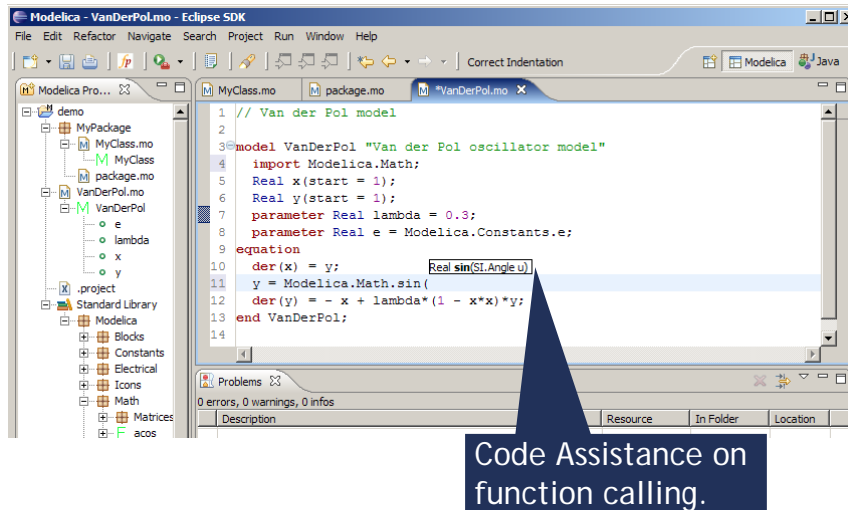 Modelica - VanDerPol.mo - Eclipse SDK
File Edit Refactor Navigate Search Project Run Window Help
fp Correct Indentation Modelica Java
Modelica Pro...
MyClass.mo package.mo *VanDerPol.mo
demo
MyPackage
MyClass.mo
MyClass
package.mo
VanDerPol.mo
VanDerPol
e
lambda
x
y
.project
Standard Library
Modelica
Blocks
Constants
Electrical
Icons
Math
Matrices
acos
1 // Van der Pol model
2
3 model VanDerPol "Van der Pol oscillator model"
4 import Modelica.Math;
5 Real x(start = 1);
6 Real y(start = 1);
7 parameter Real lambda = 0.3;
8 parameter Real e = Modelica.Constants.e;
9 equation
10 der(x) = y;
Real sin(SI.Angle u)
11 y = Modelica.Math.sin(
12 der(y) = - x + lambda*(1 - x*x)*y;
13 end VanDerPol;
14
Problems
0 errors, 0 warnings, 0 infos
Description Resource In Folder Location
Code Assistance on
function calling.